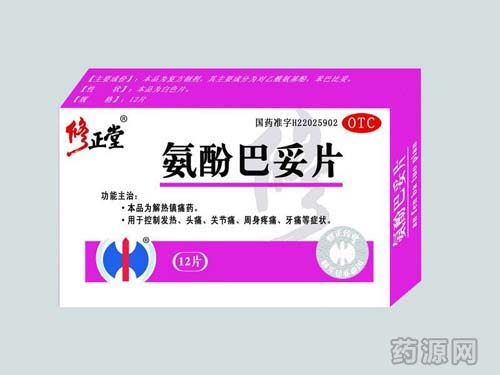 【主要成份】：本品为复方制剂，其主要成分为对乙酰氨基酚，苯巴比妥。
【性 状】：本品为白色片。
【规 格】：12片
修正堂®
国药准字H22025902 OTC
氨酚巴妥片
功能主治：
·本品为解热镇痛药。
·用于控制发热、头痛、关节痛、周身疼痛、牙痛等症状。
®
12片
氨酚巴妥片
药源网